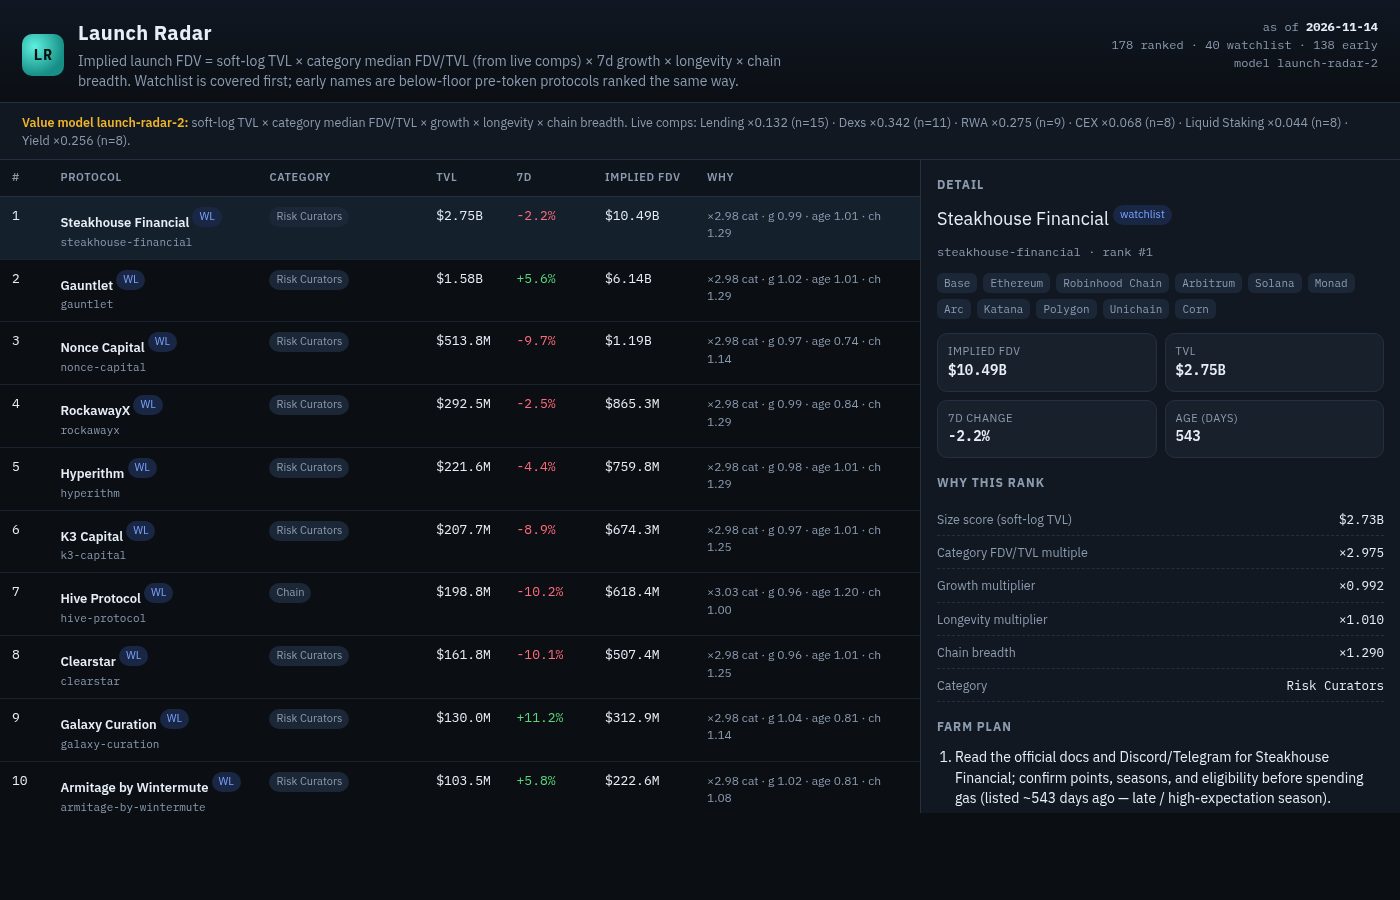 LR
Launch Radar
Implied launch FDV = soft-log TVL × category median FDV/TVL (from live comps) × 7d growth × longevity × chain
breadth. Watchlist is covered first; early names are below-floor pre-token protocols ranked the same way.
as of 2026-11-14
178 ranked · 40 watchlist · 138 early
model launch-radar-2
Value model launch-radar-2: soft-log TVL × category median FDV/TVL × growth × longevity × chain breadth. Live comps: Lending ×0.132 (n=15) · Dexs ×0.342 (n=11) · RWA ×0.275 (n=9) · CEX ×0.068 (n=8) · Liquid Staking ×0.044 (n=8) ·
Yield ×0.256 (n=8).
# PROTOCOL CATEGORY TVL 7D IMPLIED FDV WHY
1 Steakhouse Financial WL Risk Curators $2.75B -2.2% $10.49B ×2.98 cat · g 0.99 · age 1.01 · ch
steakhouse-financial 1.29
2 Gauntlet WL Risk Curators $1.58B +5.6% $6.14B ×2.98 cat · g 1.02 · age 1.01 · ch
gauntlet 1.29
3 Nonce Capital WL Risk Curators $513.8M -9.7% $1.19B ×2.98 cat · g 0.97 · age 0.74 · ch
nonce-capital 1.14
4 RockawayX WL Risk Curators $292.5M -2.5% $865.3M ×2.98 cat · g 0.99 · age 0.84 · ch
rockawayx 1.29
5 Hyperithm WL Risk Curators $221.6M -4.4% $759.8M ×2.98 cat · g 0.98 · age 1.01 · ch
hyperithm 1.29
6 K3 Capital WL Risk Curators $207.7M -8.9% $674.3M ×2.98 cat · g 0.97 · age 1.01 · ch
k3-capital 1.25
7 Hive Protocol WL Chain $198.8M -10.2% $618.4M ×3.03 cat · g 0.96 · age 1.20 · ch
hive-protocol 1.00
8 Clearstar WL Risk Curators $161.8M -10.1% $507.4M ×2.98 cat · g 0.96 · age 1.01 · ch
clearstar 1.25
9 Galaxy Curation WL Risk Curators $130.0M +11.2% $312.9M ×2.98 cat · g 1.04 · age 0.81 · ch
galaxy-curation 1.14
10 Armitage by Wintermute WL Risk Curators $103.5M +5.8% $222.6M ×2.98 cat · g 1.02 · age 0.81 · ch
armitage-by-wintermute 1.08
DETAIL
Steakhouse Financial watchlist
steakhouse-financial · rank #1
Base Ethereum Robinhood Chain Arbitrum Solana Monad
Arc Katana Polygon Unichain Corn
IMPLIED FDV TVL
$10.49B $2.75B
7D CHANGE AGE (DAYS)
-2.2% 543
WHY THIS RANK
Size score (soft-log TVL) $2.73B
Category FDV/TVL multiple ×2.975
Growth multiplier ×0.992
Longevity multiplier ×1.010
Chain breadth ×1.290
Category Risk Curators
FARM PLAN
1. Read the official docs and Discord/Telegram for Steakhouse
Financial; confirm points, seasons, and eligibility before spending
gas (listed ~543 days ago — late / high-expectation season).